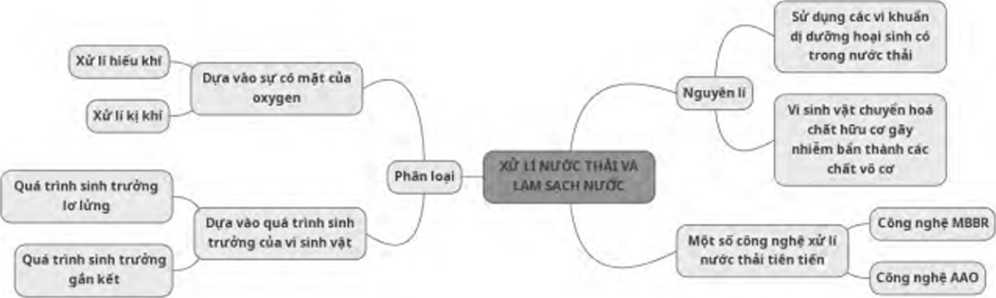 XỬ LÍ NƯỚC THẢI VÀ
LÀM SẠCH NƯỚC
Phân loại
Dựa vào sự có mặt của
oxygen
Xử lí hiếu khí
Xử lí kị khí
Dựa vào quá trình sinh
trưởng của vi sinh vật
Quá trình sinh trưởng
lơ lửng
Quá trình sinh trưởng
gắn kết
Nguyên lí
Sử dụng các vi khuẩn
dị dưỡng hoại sinh có
trong nước thải
Vi sinh vật chuyển hoá
chất hữu cơ gây
nhiễm bẩn thành các
chất vô cơ
Một số công nghệ xử lí
nước thải tiên tiến
Công nghệ MBBR
Công nghệ AAO